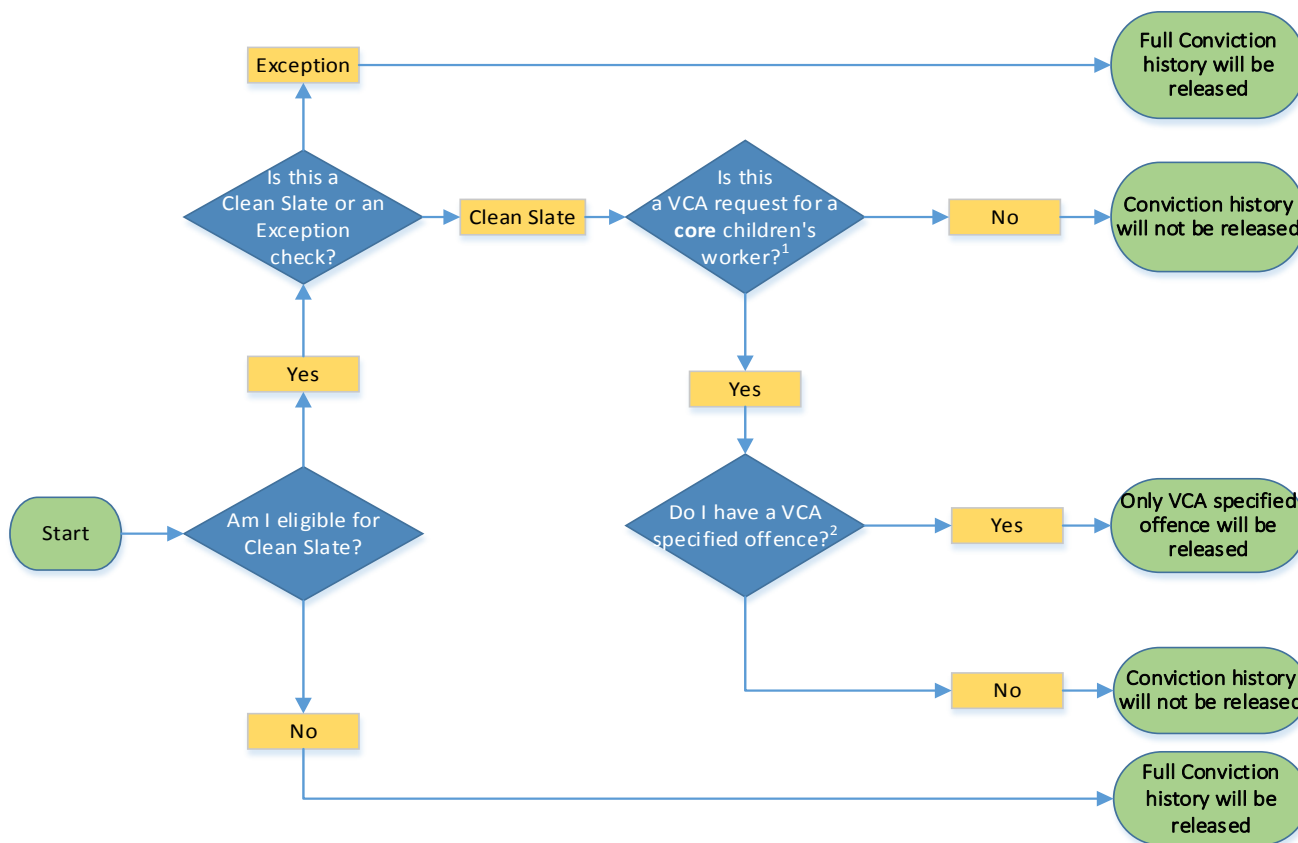 Exception
Full Conviction
history will be
released
Is this a
Clean Slate or an
Exception
check?
Clean Slate
Is this
a VCA request for a
core children's
worker?1
No
Conviction history
will not be released
Yes
Yes
Start
Am I eligible for
Clean Slate?
Do I have a VCA
specified offence?2
Yes
Only VCA specified
offence will be
released
No
Conviction history
will not be released
No
Full Conviction
history will be
released